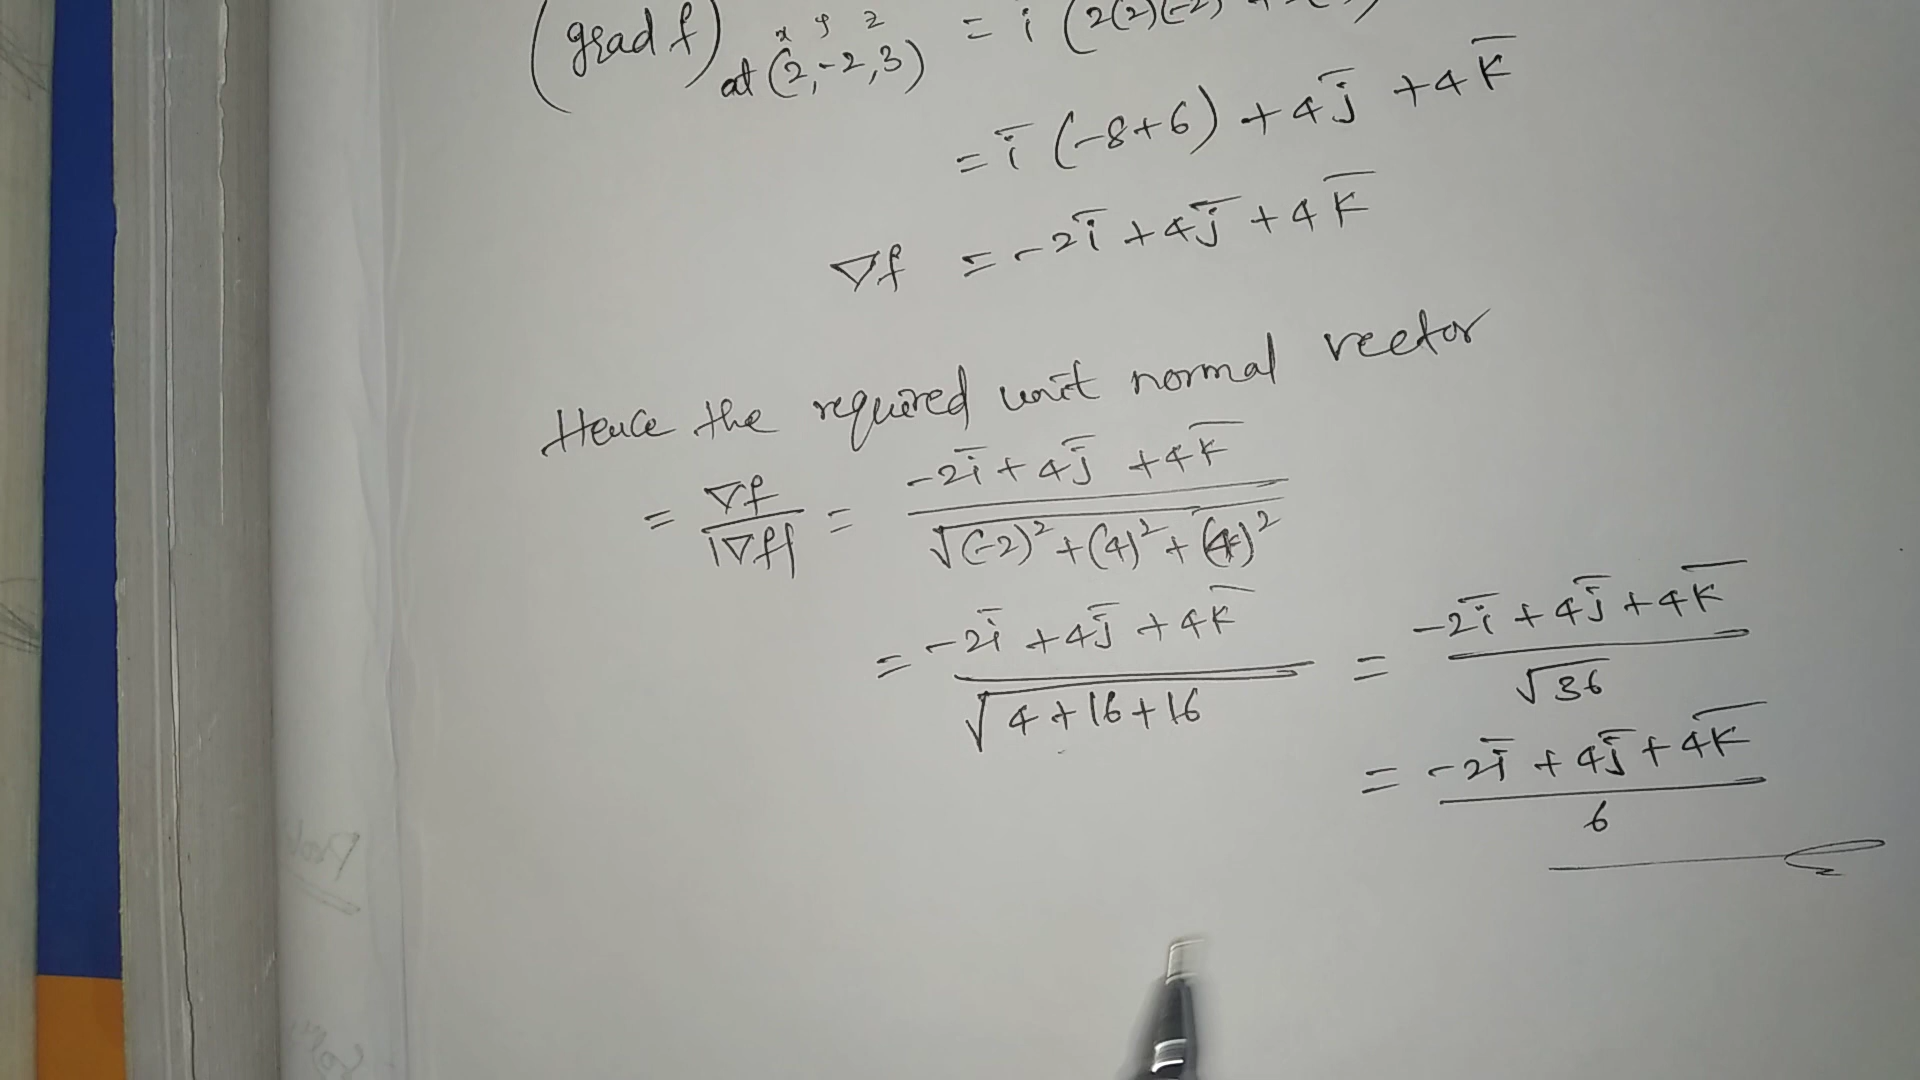 (grad f) at (2,-2,3) = i (2(2)(-2)
x y z
= i̅ (-8+6) + 4j̅ + 4k̅
∇f = -2i̅ + 4j̅ + 4k̅
Hence the required unit normal vector
= ∇f / |∇f| = -2i̅ + 4j̅ + 4k̅ / √(-2)² + (4)² + (4)²
= -2i̅ + 4j̅ + 4k̅ / √4+16+16 = -2i̅ + 4j̅ + 4k̅ / √36
= -2i̅ + 4j̅ + 4k̅ / 6